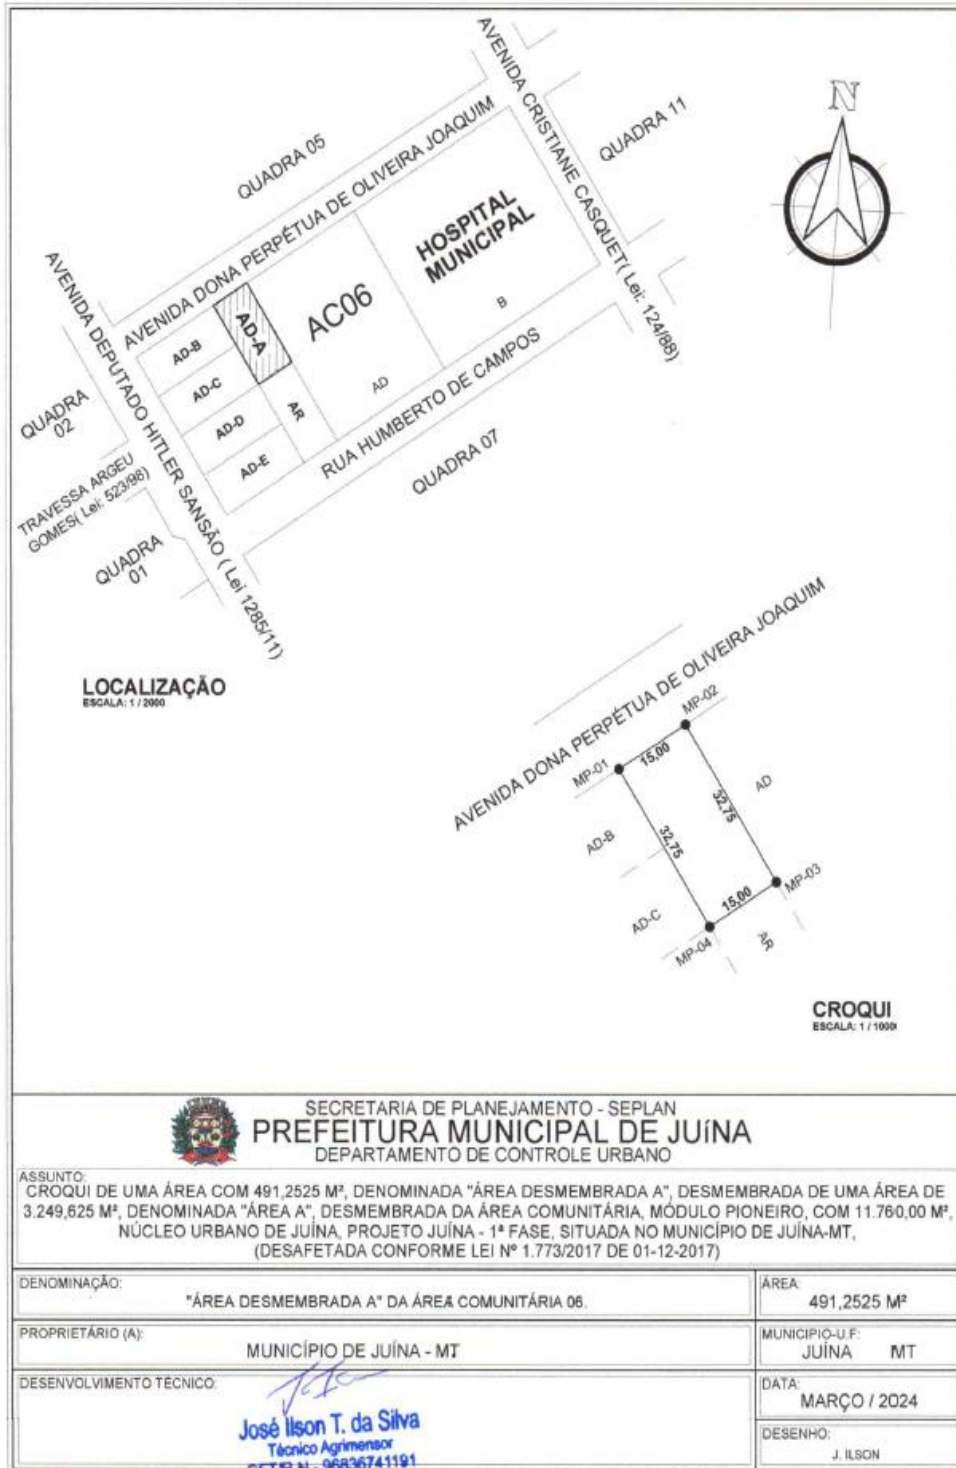 AVENIDA CRISTIANE CASQUET( Lei: 124/88)
QUADRA 11
N
QUADRA 05
AVENIDA DONA PERPÉTUA DE OLIVEIRA JOAQUIM
HOSPITAL
MUNICIPAL
B
AVENIDA DEPUTADO HITLER SANSÃO ( Lei 1285/11)
AD-A
AC06
AD-B
AD-C
AD
AR
AD-D
AD-E
RUA HUMBERTO DE CAMPOS
QUADRA 07
QUADRA
02
TRAVESSA ARGEU
GOMES( Lei: 523/98)
QUADRA
01
LOCALIZAÇÃO
ESCALA: 1 / 2000
AVENIDA DONA PERPÉTUA DE OLIVEIRA JOAQUIM
MP-02
MP-01
15,00
AD
32,75
AD-B
32,75
MP-03
15,00
AD-C
MP-04
AR
CROQUI
ESCALA: 1 / 1000
SECRETARIA DE PLANEJAMENTO - SEPLAN
PREFEITURA MUNICIPAL DE JUíNA
DEPARTAMENTO DE CONTROLE URBANO
ASSUNTO:
CROQUI DE UMA ÁREA COM 491,2525 M², DENOMINADA "ÁREA DESMEMBRADA A", DESMEMBRADA DE UMA ÁREA DE
3.249,625 M², DENOMINADA "ÁREA A", DESMEMBRADA DA ÁREA COMUNITÁRIA, MÓDULO PIONEIRO, COM 11.760,00 M²,
NÚCLEO URBANO DE JUÍNA, PROJETO JUÍNA - 1ª FASE, SITUADA NO MUNICÍPIO DE JUÍNA-MT,
(DESAFETADA CONFORME LEI Nº 1.773/2017 DE 01-12-2017)
DENOMINAÇÃO:
"ÁREA DESMEMBRADA A" DA ÁREA COMUNITÁRIA 06.
ÁREA:
491,2525 M²
PROPRIETÁRIO (A):
MUNICÍPIO DE JUÍNA - MT
MUNICIPIO-U.F:
JUÍNA MT
DESENVOLVIMENTO TÉCNICO:
José Ilson T. da Silva
Técnico Agrimensor
96836741191
DATA:
MARÇO / 2024
DESENHO:
J. ILSON